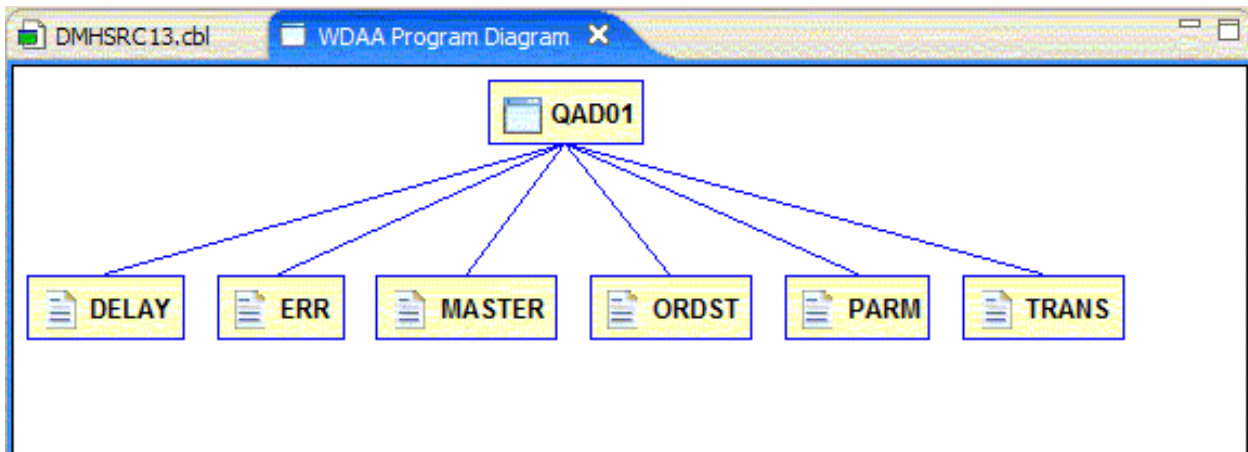 DMHSRC13.cbl WDAA Program Diagram
QAD01
DELAY ERR MASTER ORDST PARM TRANS